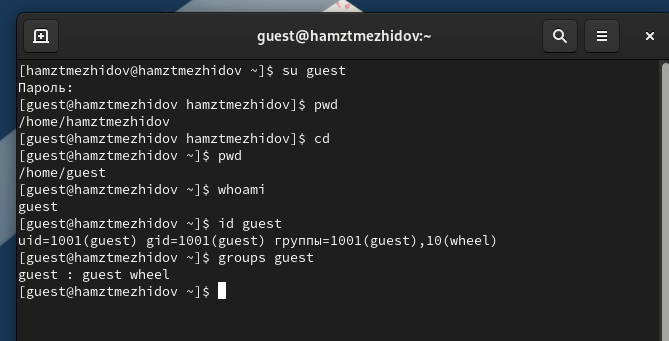 guest@hamztmezhidov:~
[hamztmezhidov@hamztmezhidov ~]$ su guest
Пароль:
[guest@hamztmezhidov hamztmezhidov]$ pwd
/home/hamztmezhidov
[guest@hamztmezhidov hamztmezhidov]$ cd
[guest@hamztmezhidov ~]$ pwd
/home/guest
[guest@hamztmezhidov ~]$ whoami
guest
[guest@hamztmezhidov ~]$ id guest
uid=1001(guest) gid=1001(guest) группы=1001(guest),10(wheel)
[guest@hamztmezhidov ~]$ groups guest
guest : guest wheel
[guest@hamztmezhidov ~]$